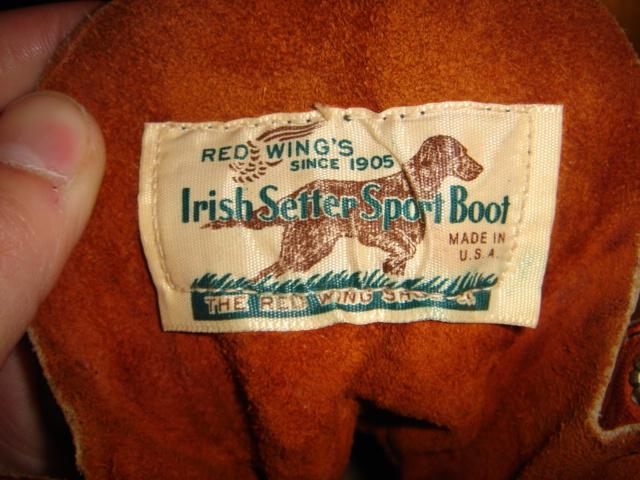 RED WING'S
SINCE 1905
Irish Setter Sport Boot
MADE IN
U.S.A.
THE RED WING